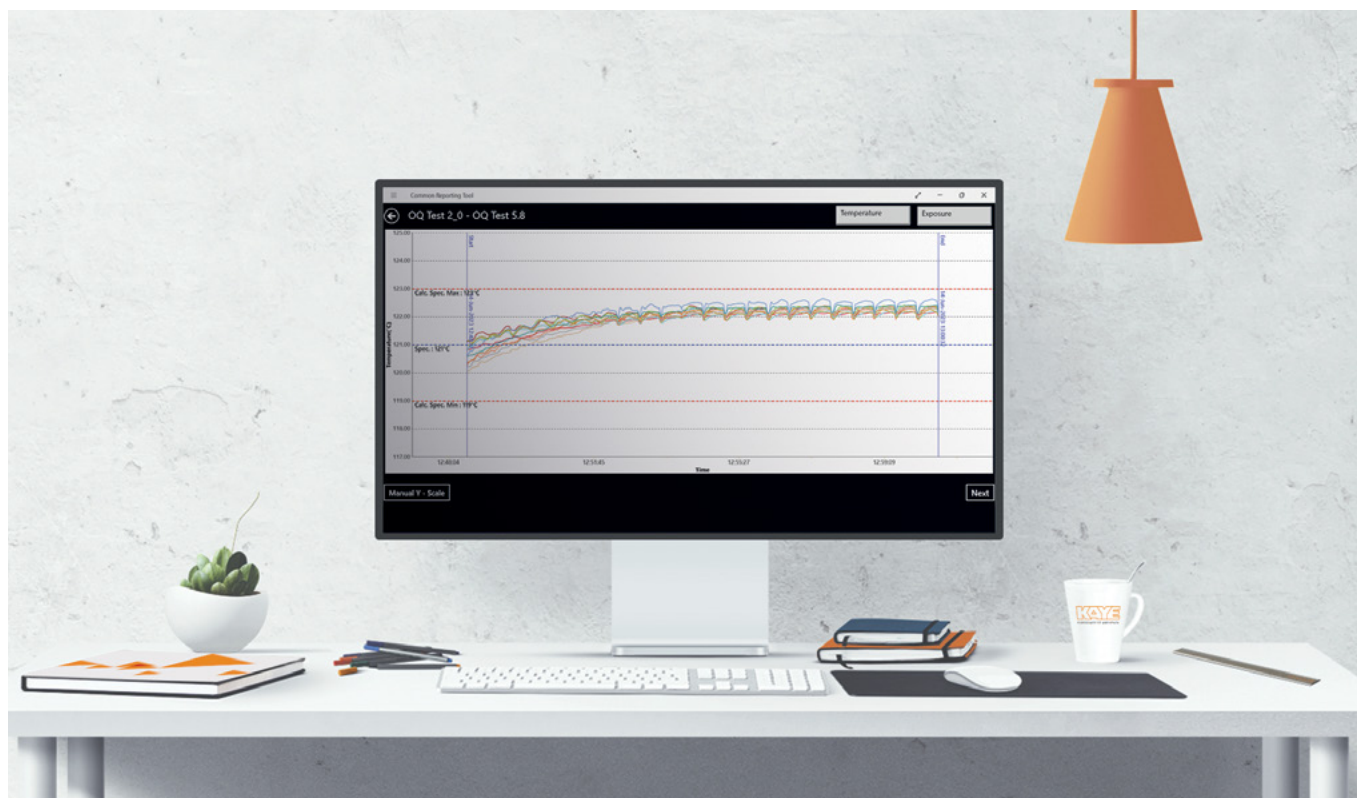 Common Reporting Tool
OQ Test 2_0 - OQ Test 5.8
Temperature
Exposure
125.00
Start
End
124.00
123.00
Calc. Spec. Max : 123°C
122.00
Temperature(°C)
121.00
Spec. : 121°C
120.00
119.00
Calc. Spec. Min : 119°C
118.00
117.00
12:51:45
12:55:27
12:59:09
Time
Manual Y - Scale
Next
KAYE